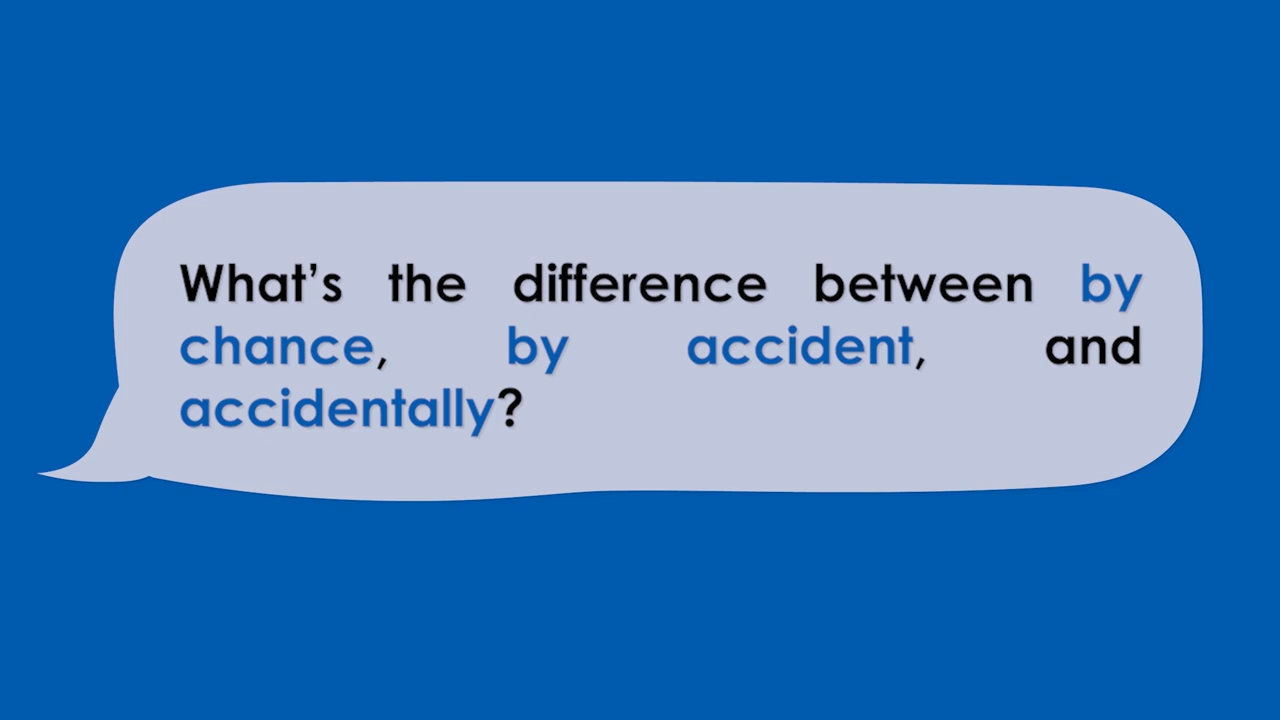 What’s the difference between by
chance, by accident, and
accidentally?